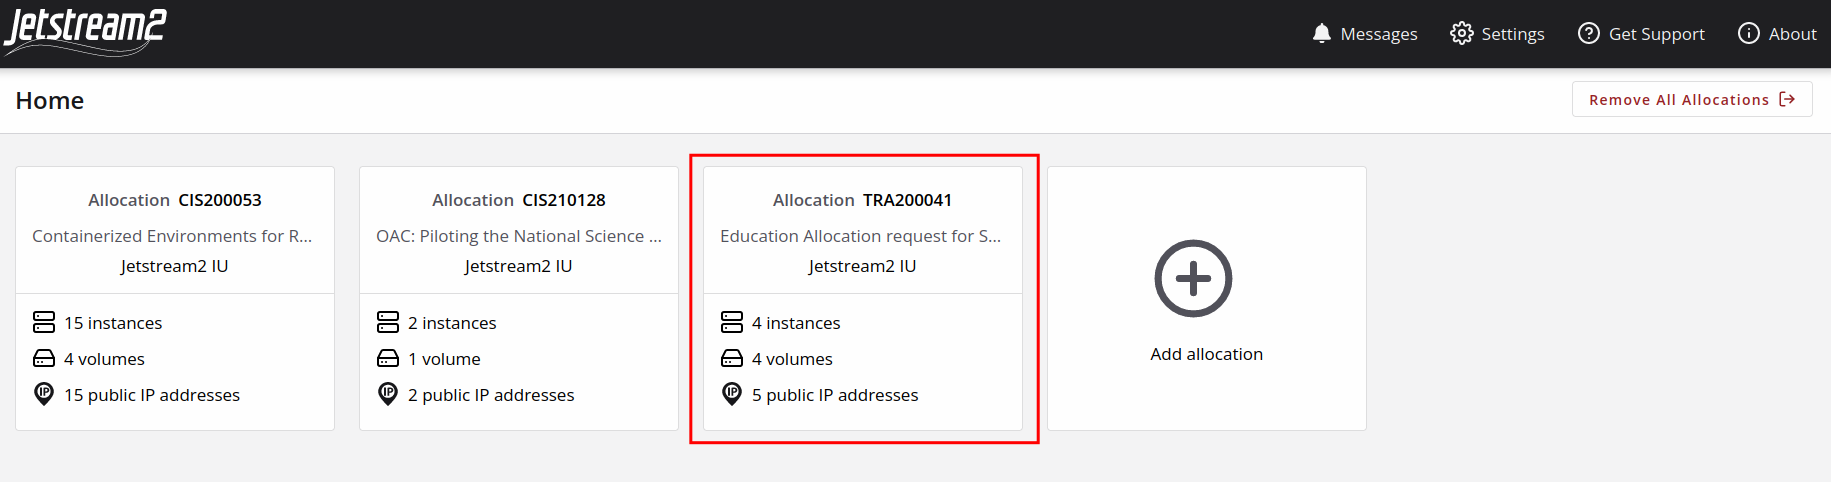 Jetstream2
Messages
Settings
Get Support
About
Home
Remove All Allocations
Allocation CIS200053
Containerized Environments for R...
Jetstream2 IU
15 instances
4 volumes
IP 15 public IP addresses
Allocation CIS210128
OAC: Piloting the National Science ...
Jetstream2 IU
2 instances
1 volume
IP 2 public IP addresses
Allocation TRA200041
Education Allocation request for S...
Jetstream2 IU
4 instances
4 volumes
IP 5 public IP addresses
Add allocation